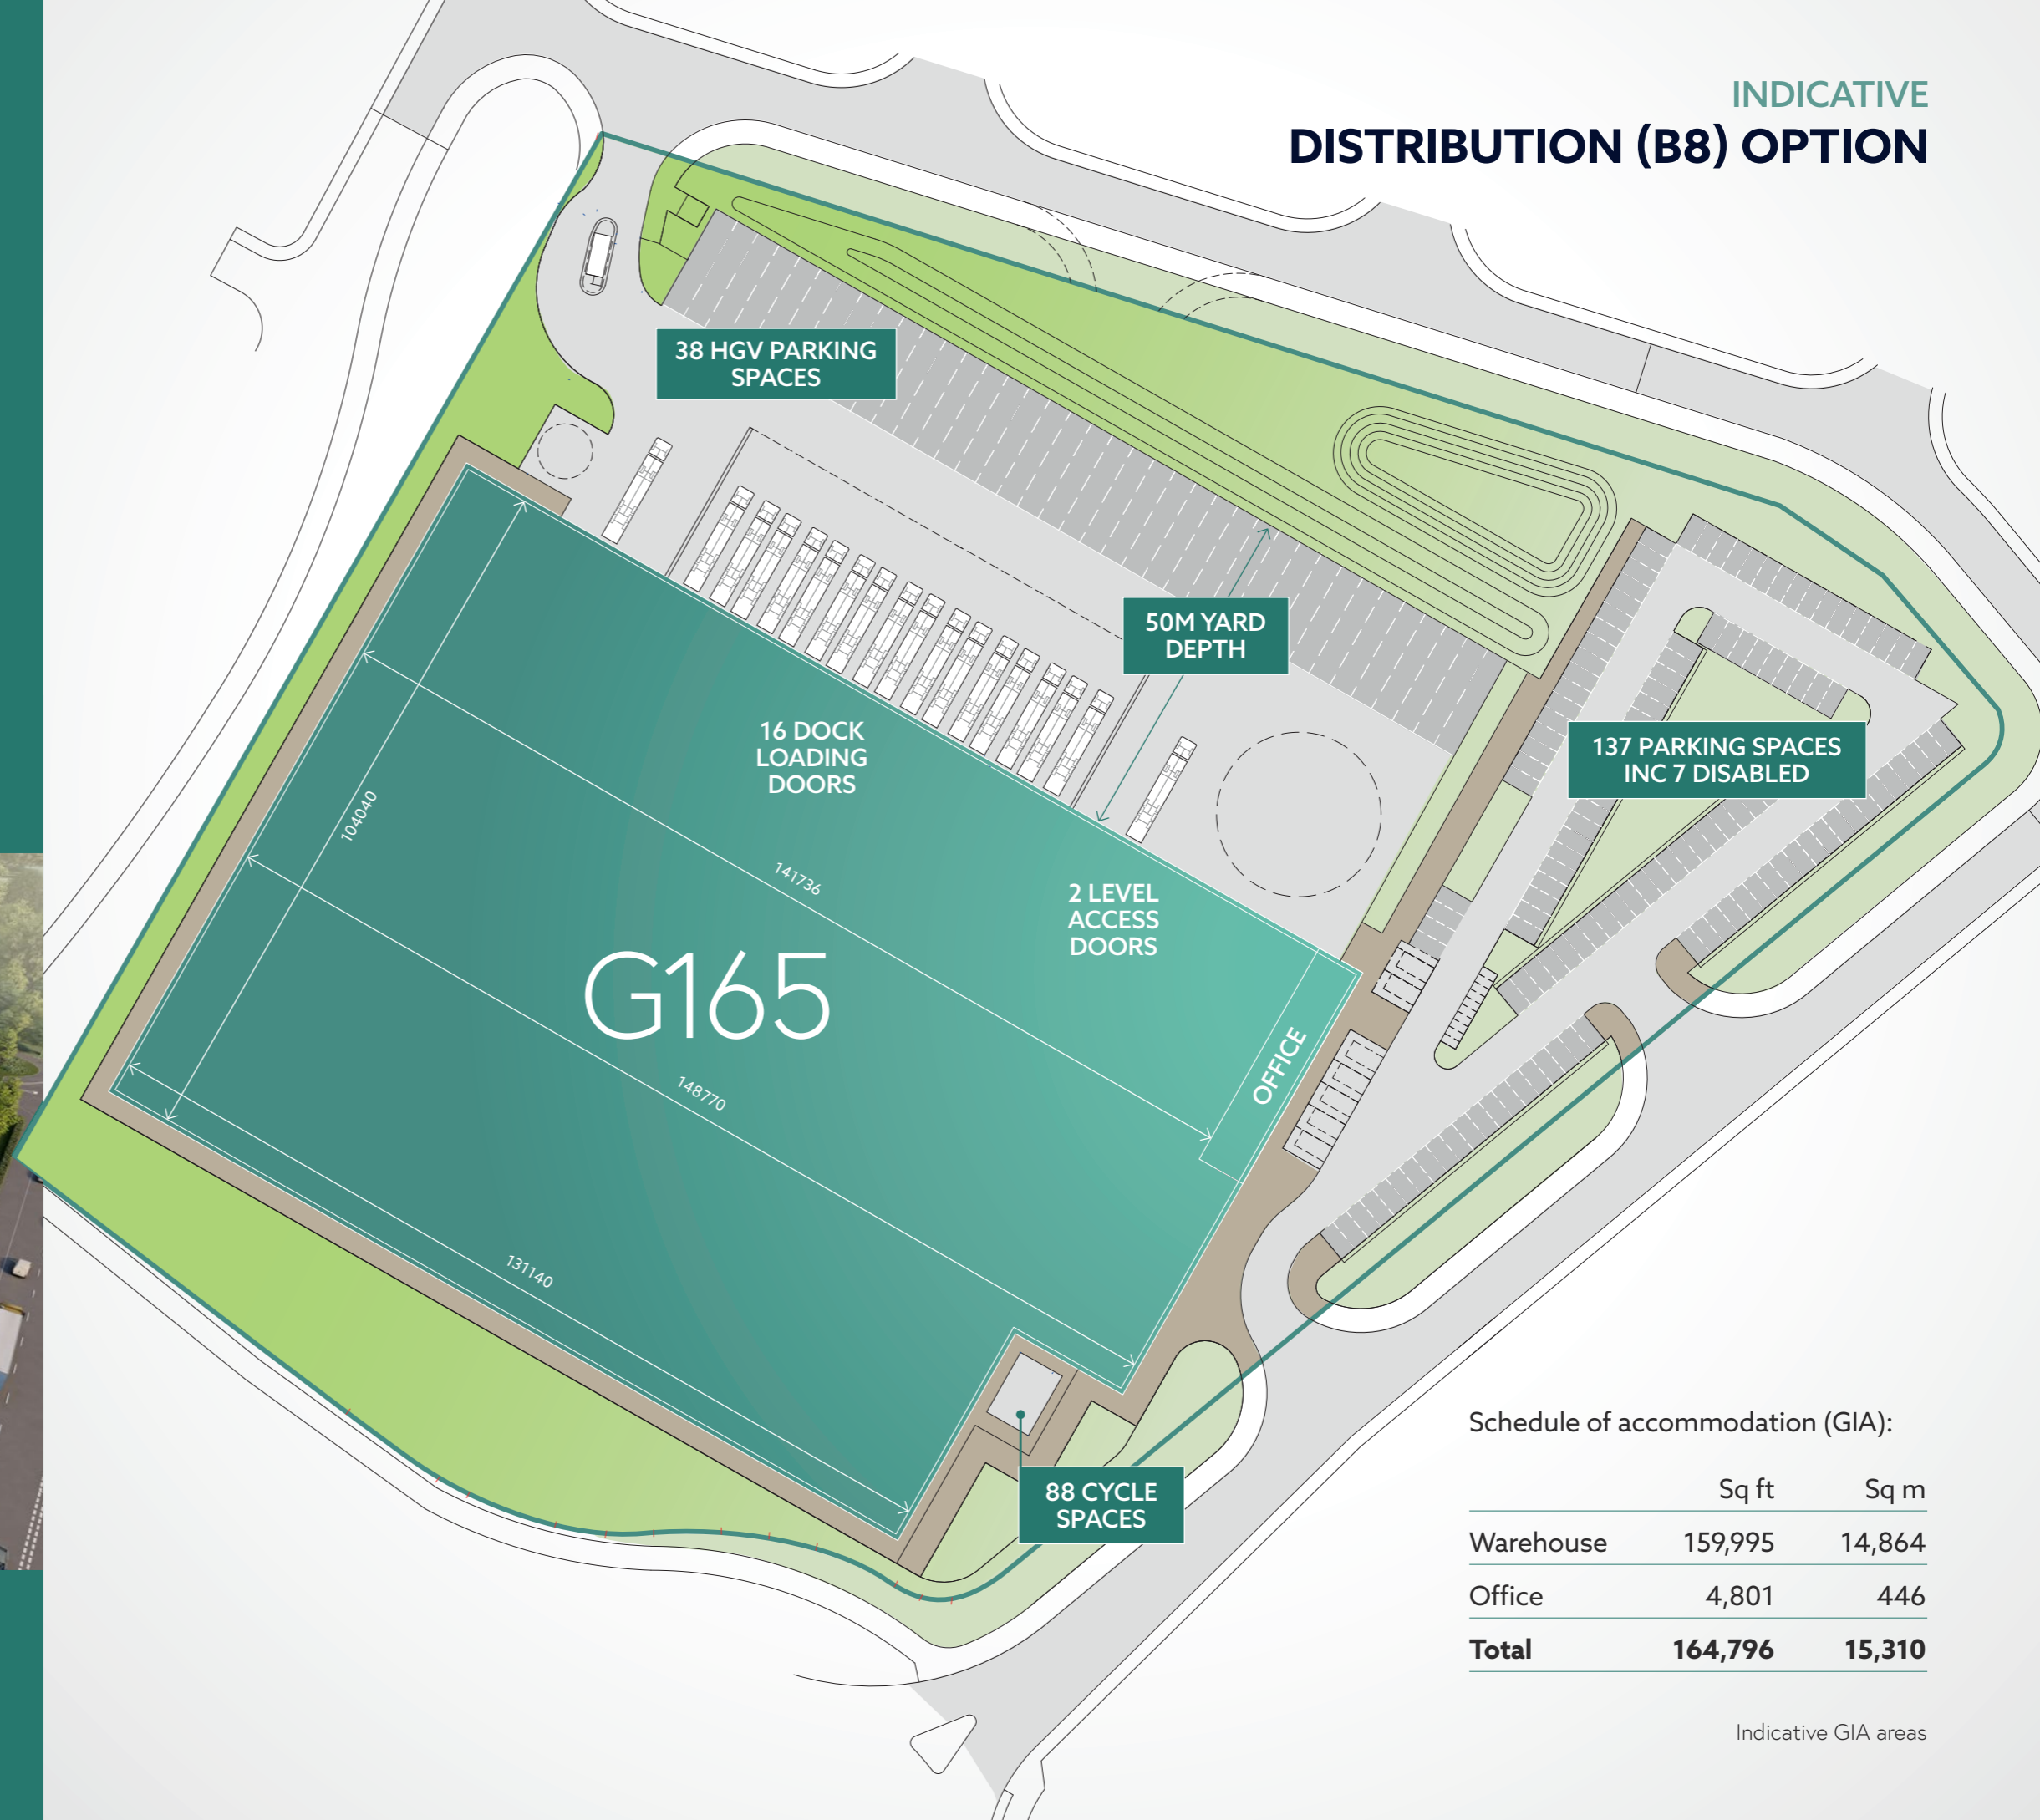 INDICATIVE
DISTRIBUTION (B8) OPTION
38 HGV PARKING
SPACES
50M YARD
DEPTH
16 DOCK
LOADING
DOORS
137 PARKING SPACES
INC 7 DISABLED
104040
141736
2 LEVEL
ACCESS
DOORS
G165
OFFICE
148770
131140
88 CYCLE
SPACES
Schedule of accommodation (GIA):
Sq ft Sq m
Warehouse 159,995 14,864
Office 4,801 446
Total 164,796 15,310
Indicative GIA areas